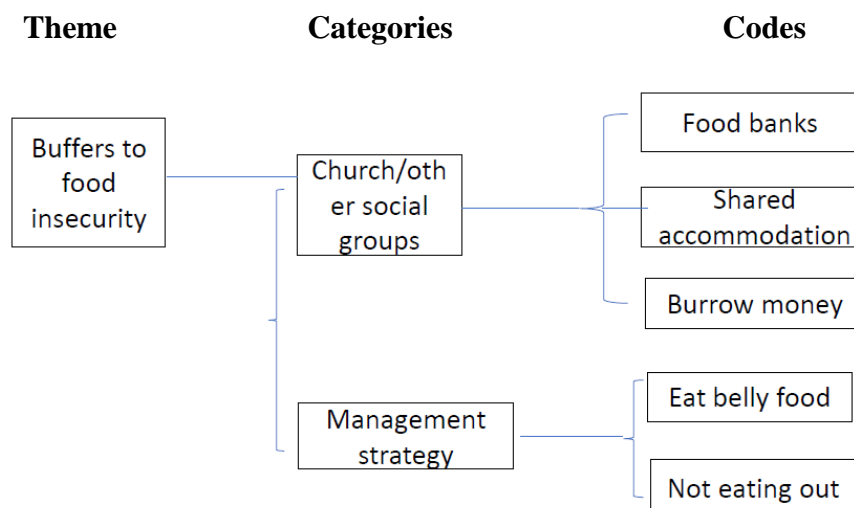 Theme Categories Codes
Buffers to
food
insecurity
Church/oth
er social
groups
Food banks
Shared
accommodation
Burrow money
Management
strategy
Eat belly food
Not eating out